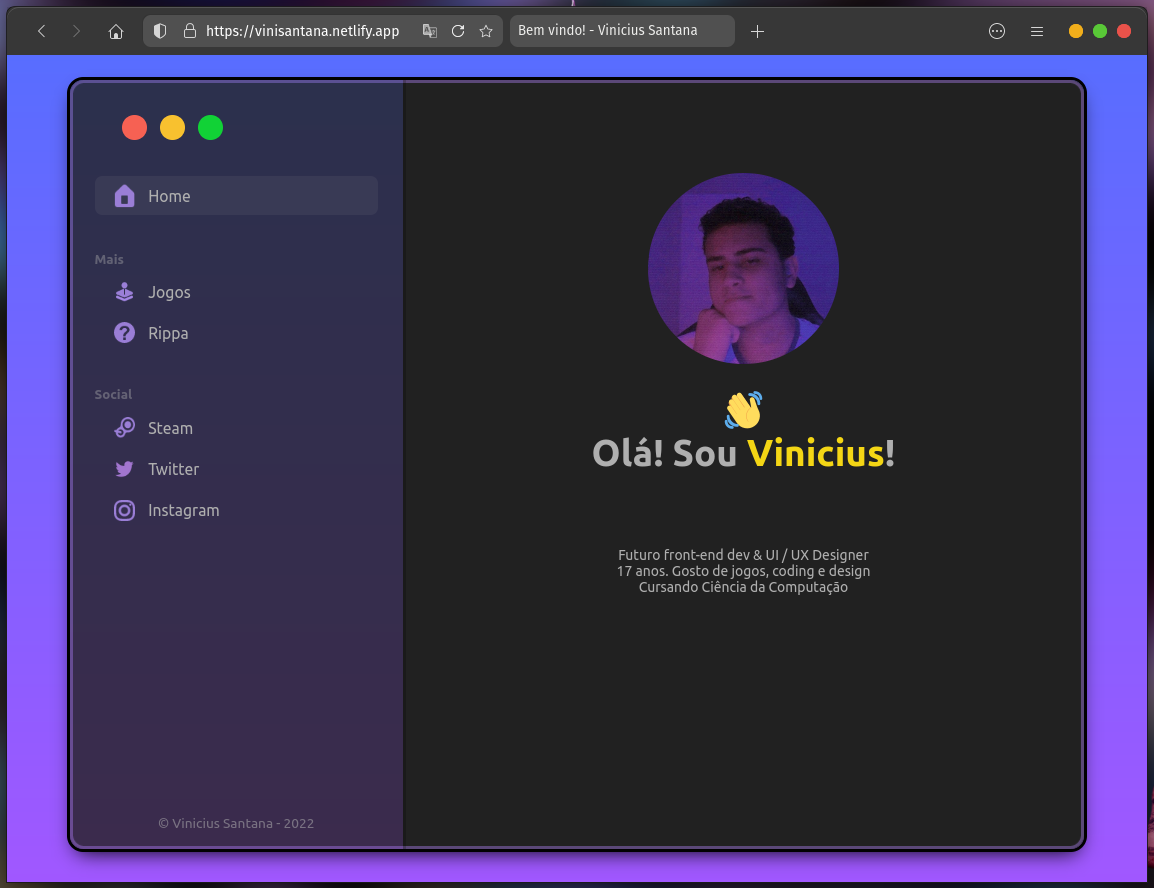 https://vinisantana.netlify.app
Bem vindo! - Vinicius Santana
Home
Mais
Jogos
Rippa
Social
Steam
Twitter
Instagram
© Vinicius Santana - 2022
Olá! Sou Vinicius!
Futuro front-end dev & UI / UX Designer
17 anos. Gosto de jogos, coding e design
Cursando Ciência da Computação